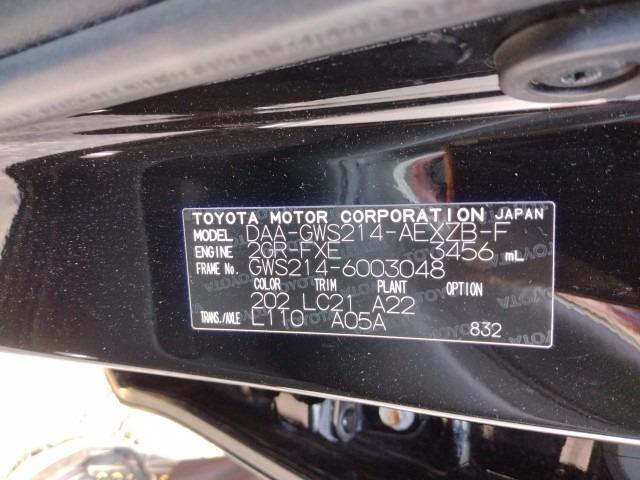 TOYOTA MOTOR CORPORATION JAPAN
MODEL DAA-GWS214-AEXZB-F
ENGINE 2GR-FXE 3456 mL
FRAME No. GWS214-6003048
COLOR TRIM PLANT OPTION
202 LC21 A22
TRANS./AXLE L110 A05A 832